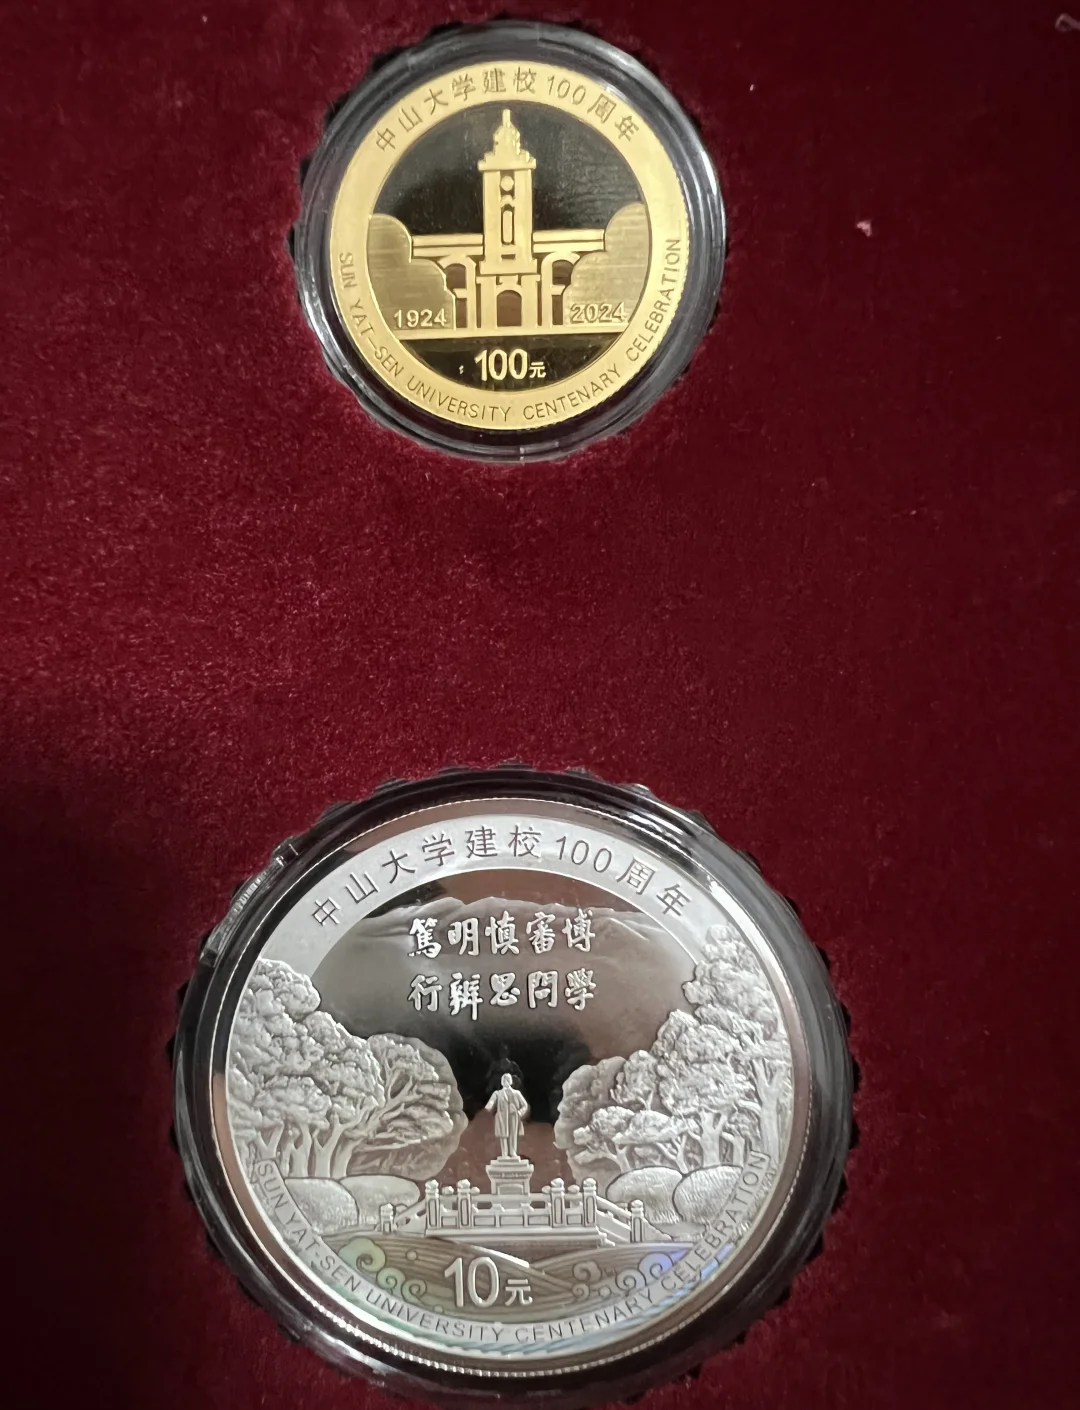 中山大学建校100周年
1924
2024
100元
SUN YAT-SEN UNIVERSITY CENTENARY CELEBRATION
中山大学建校100周年
篤明慎審博
行辨思問學
10元
SUN YAT-SEN UNIVERSITY CENTENARY CELEBRATION